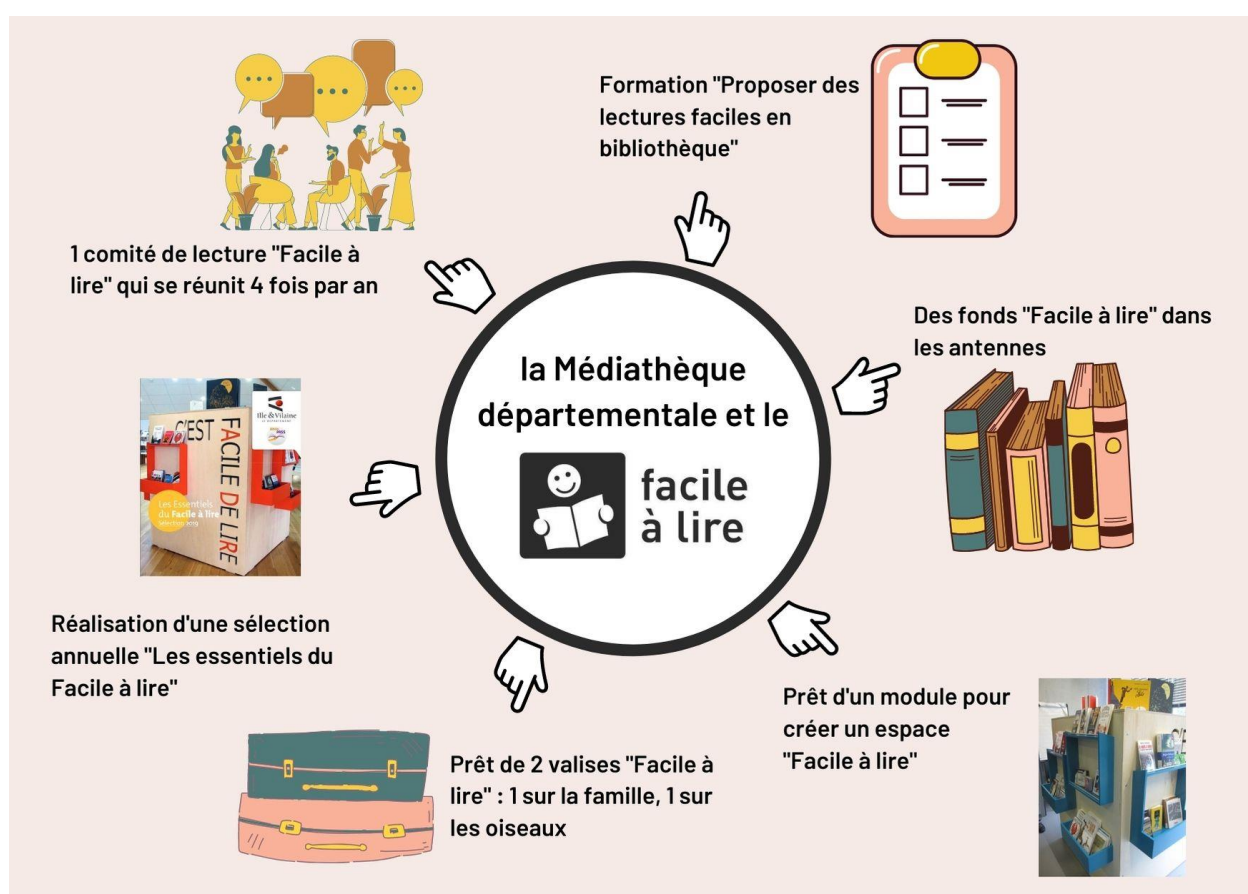 Formation "Proposer des
lectures faciles en
bibliothèque"
1 comité de lecture "Facile à
lire" qui se réunit 4 fois par an
Des fonds "Facile à lire" dans
les antennes
la Médiathèque
départementale et le
facile
à lire
Ille & Vilaine
LE DÉPARTEMENT
C'EST
FACILE DE LIRE
Les Essentiels
du Facile à lire
Sélection 2019
Réalisation d'une sélection
annuelle "Les essentiels du
Facile à lire"
Prêt d'un module pour
créer un espace
"Facile à lire"
Prêt de 2 valises "Facile à
lire" : 1 sur la famille, 1 sur
les oiseaux